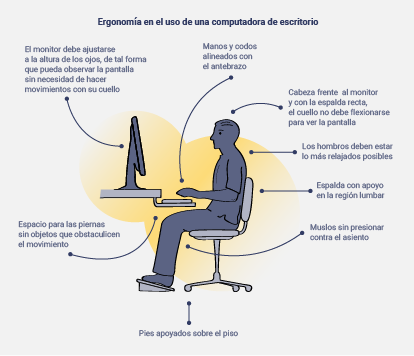 Ergonomía en el uso de una computadora de escritorio
El monitor debe ajustarse
a la altura de los ojos, de tal forma
que pueda observar la pantalla
sin necesidad de hacer
movimientos con su cuello
Manos y codos
alineados con
el antebrazo
Cabeza frente al monitor
y con la espalda recta,
el cuello no debe flexionarse
para ver la pantalla
Los hombros deben estar
lo más relajados posibles
Espalda con apoyo
en la región lumbar
Espacio para las piernas
sin objetos que obstaculicen
el movimiento
Muslos sin presionar
contra el asiento
Pies apoyados sobre el piso